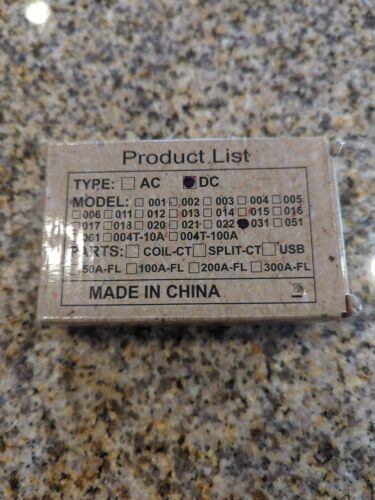 Product List
TYPE: AC DC
MODEL: 001 002 003 004 005
006 011 012 013 014 015 016
017 018 020 021 022 031 051
061 004T-10A 004T-100A
PARTS: COIL-CT SPLIT-CT USB
50A-FL 100A-FL 200A-FL 300A-FL
MADE IN CHINA